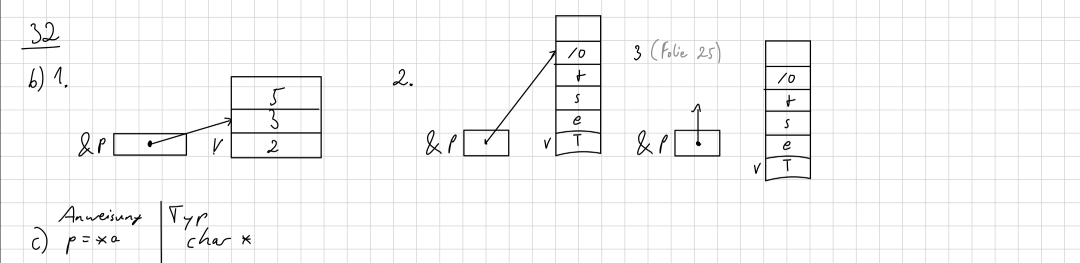 32
b) 1.
5
3
2
&P
V
2.
/0
t
s
e
T
&P
V
3 (Folie 25)
/0
t
s
e
T
&P
V
Anweisung | Typ
c) p = *a | char *